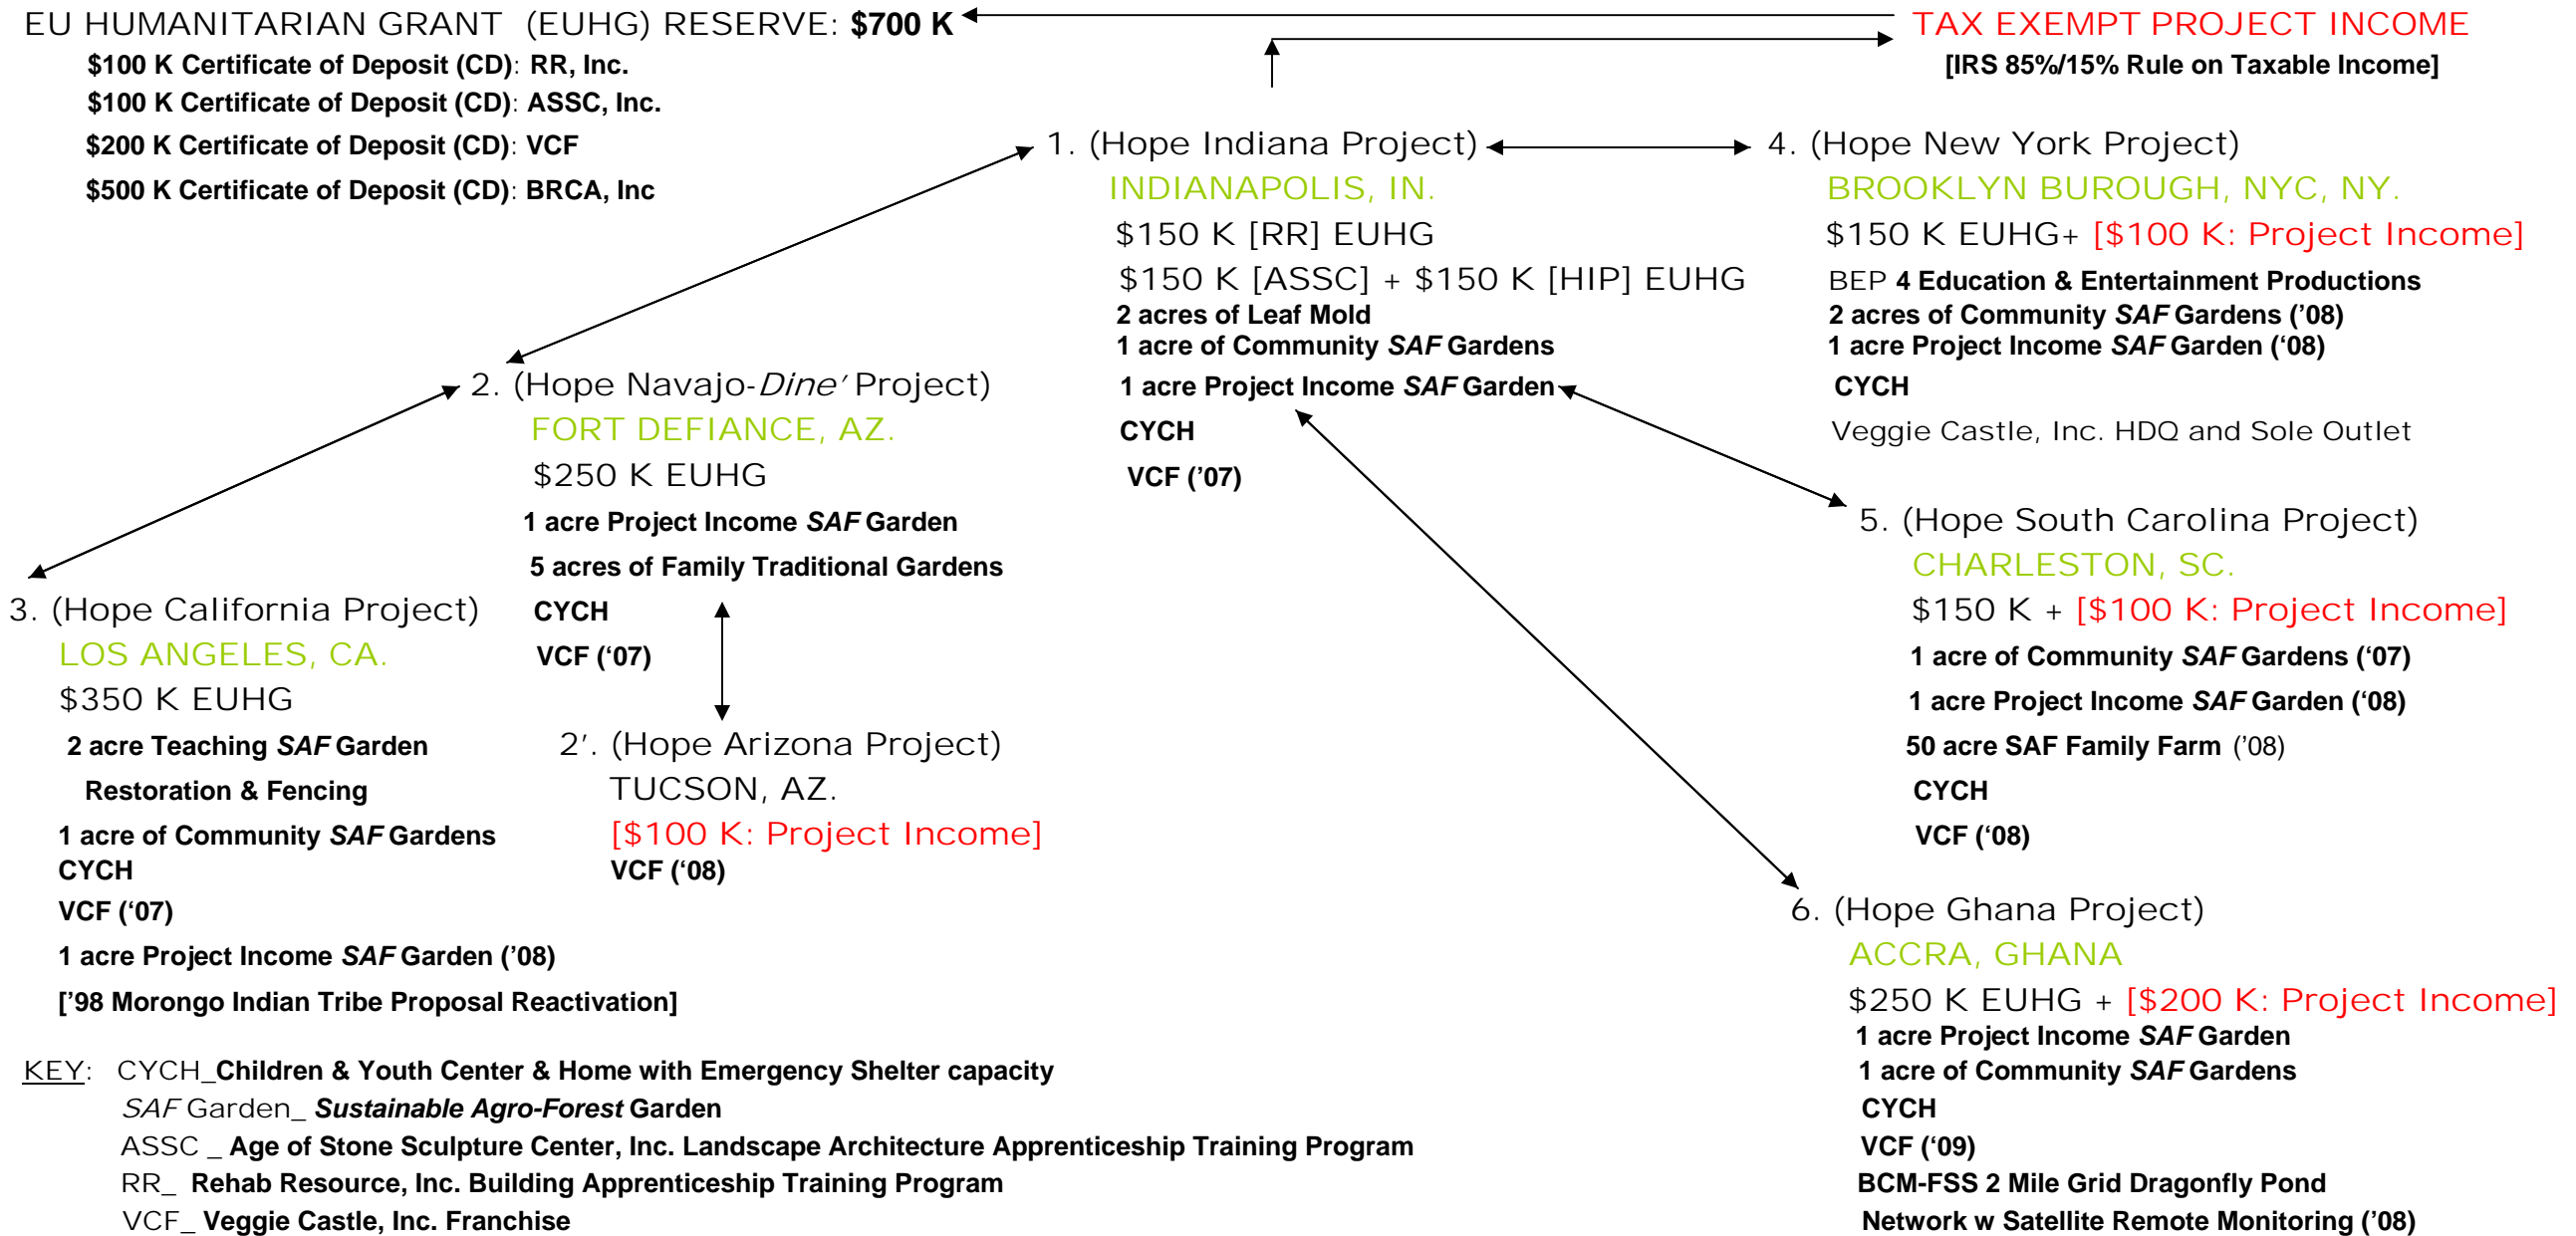 EU HUMANITARIAN GRANT (EUHG) RESERVE: $700 K
$100 K Certificate of Deposit (CD): RR, Inc.
$100 K Certificate of Deposit (CD): ASSC, Inc.
$200 K Certificate of Deposit (CD): VCF
$500 K Certificate of Deposit (CD): BRCA, Inc
TAX EXEMPT PROJECT INCOME
[IRS 85%/15% Rule on Taxable Income]
1. (Hope Indiana Project)
INDIANAPOLIS, IN.
$150 K [RR] EUHG
$150 K [ASSC] + $150 K [HIP] EUHG
2 acres of Leaf Mold
1 acre of Community SAF Gardens
1 acre Project Income SAF Garden
CYCH
VCF ('07)
4. (Hope New York Project)
BROOKLYN BUROUGH, NYC, NY.
$150 K EUHG+ [$100 K: Project Income]
BEP 4 Education & Entertainment Productions
2 acres of Community SAF Gardens ('08)
1 acre Project Income SAF Garden (‘08)
CYCH
Veggie Castle, Inc. HDQ and Sole Outlet
2. (Hope Navajo-Dine’ Project)
FORT DEFIANCE, AZ.
$250 K EUHG
1 acre Project Income SAF Garden
5 acres of Family Traditional Gardens
CYCH
VCF (‘07)
5. (Hope South Carolina Project)
CHARLESTON, SC.
$150 K + [$100 K: Project Income]
1 acre of Community SAF Gardens (‘07)
1 acre Project Income SAF Garden (‘08)
50 acre SAF Family Farm (’08)
CYCH
VCF (‘08)
3. (Hope California Project)
LOS ANGELES, CA.
$350 K EUHG
2 acre Teaching SAF Garden
Restoration & Fencing
1 acre of Community SAF Gardens
CYCH
VCF (‘07)
1 acre Project Income SAF Garden (’08)
[’98 Morongo Indian Tribe Proposal Reactivation]
2’. (Hope Arizona Project)
TUCSON, AZ.
[$100 K: Project Income]
VCF (‘08)
6. (Hope Ghana Project)
ACCRA, GHANA
$250 K EUHG + [$200 K: Project Income]
1 acre Project Income SAF Garden
1 acre of Community SAF Gardens
CYCH
VCF (‘09)
BCM-FSS 2 Mile Grid Dragonfly Pond
Network w Satellite Remote Monitoring (‘08)
KEY: CYCH_Children & Youth Center & Home with Emergency Shelter capacity
SAF Garden_ Sustainable Agro-Forest Garden
ASSC _ Age of Stone Sculpture Center, Inc. Landscape Architecture Apprenticeship Training Program
RR_ Rehab Resource, Inc. Building Apprenticeship Training Program
VCF_ Veggie Castle, Inc. Franchise